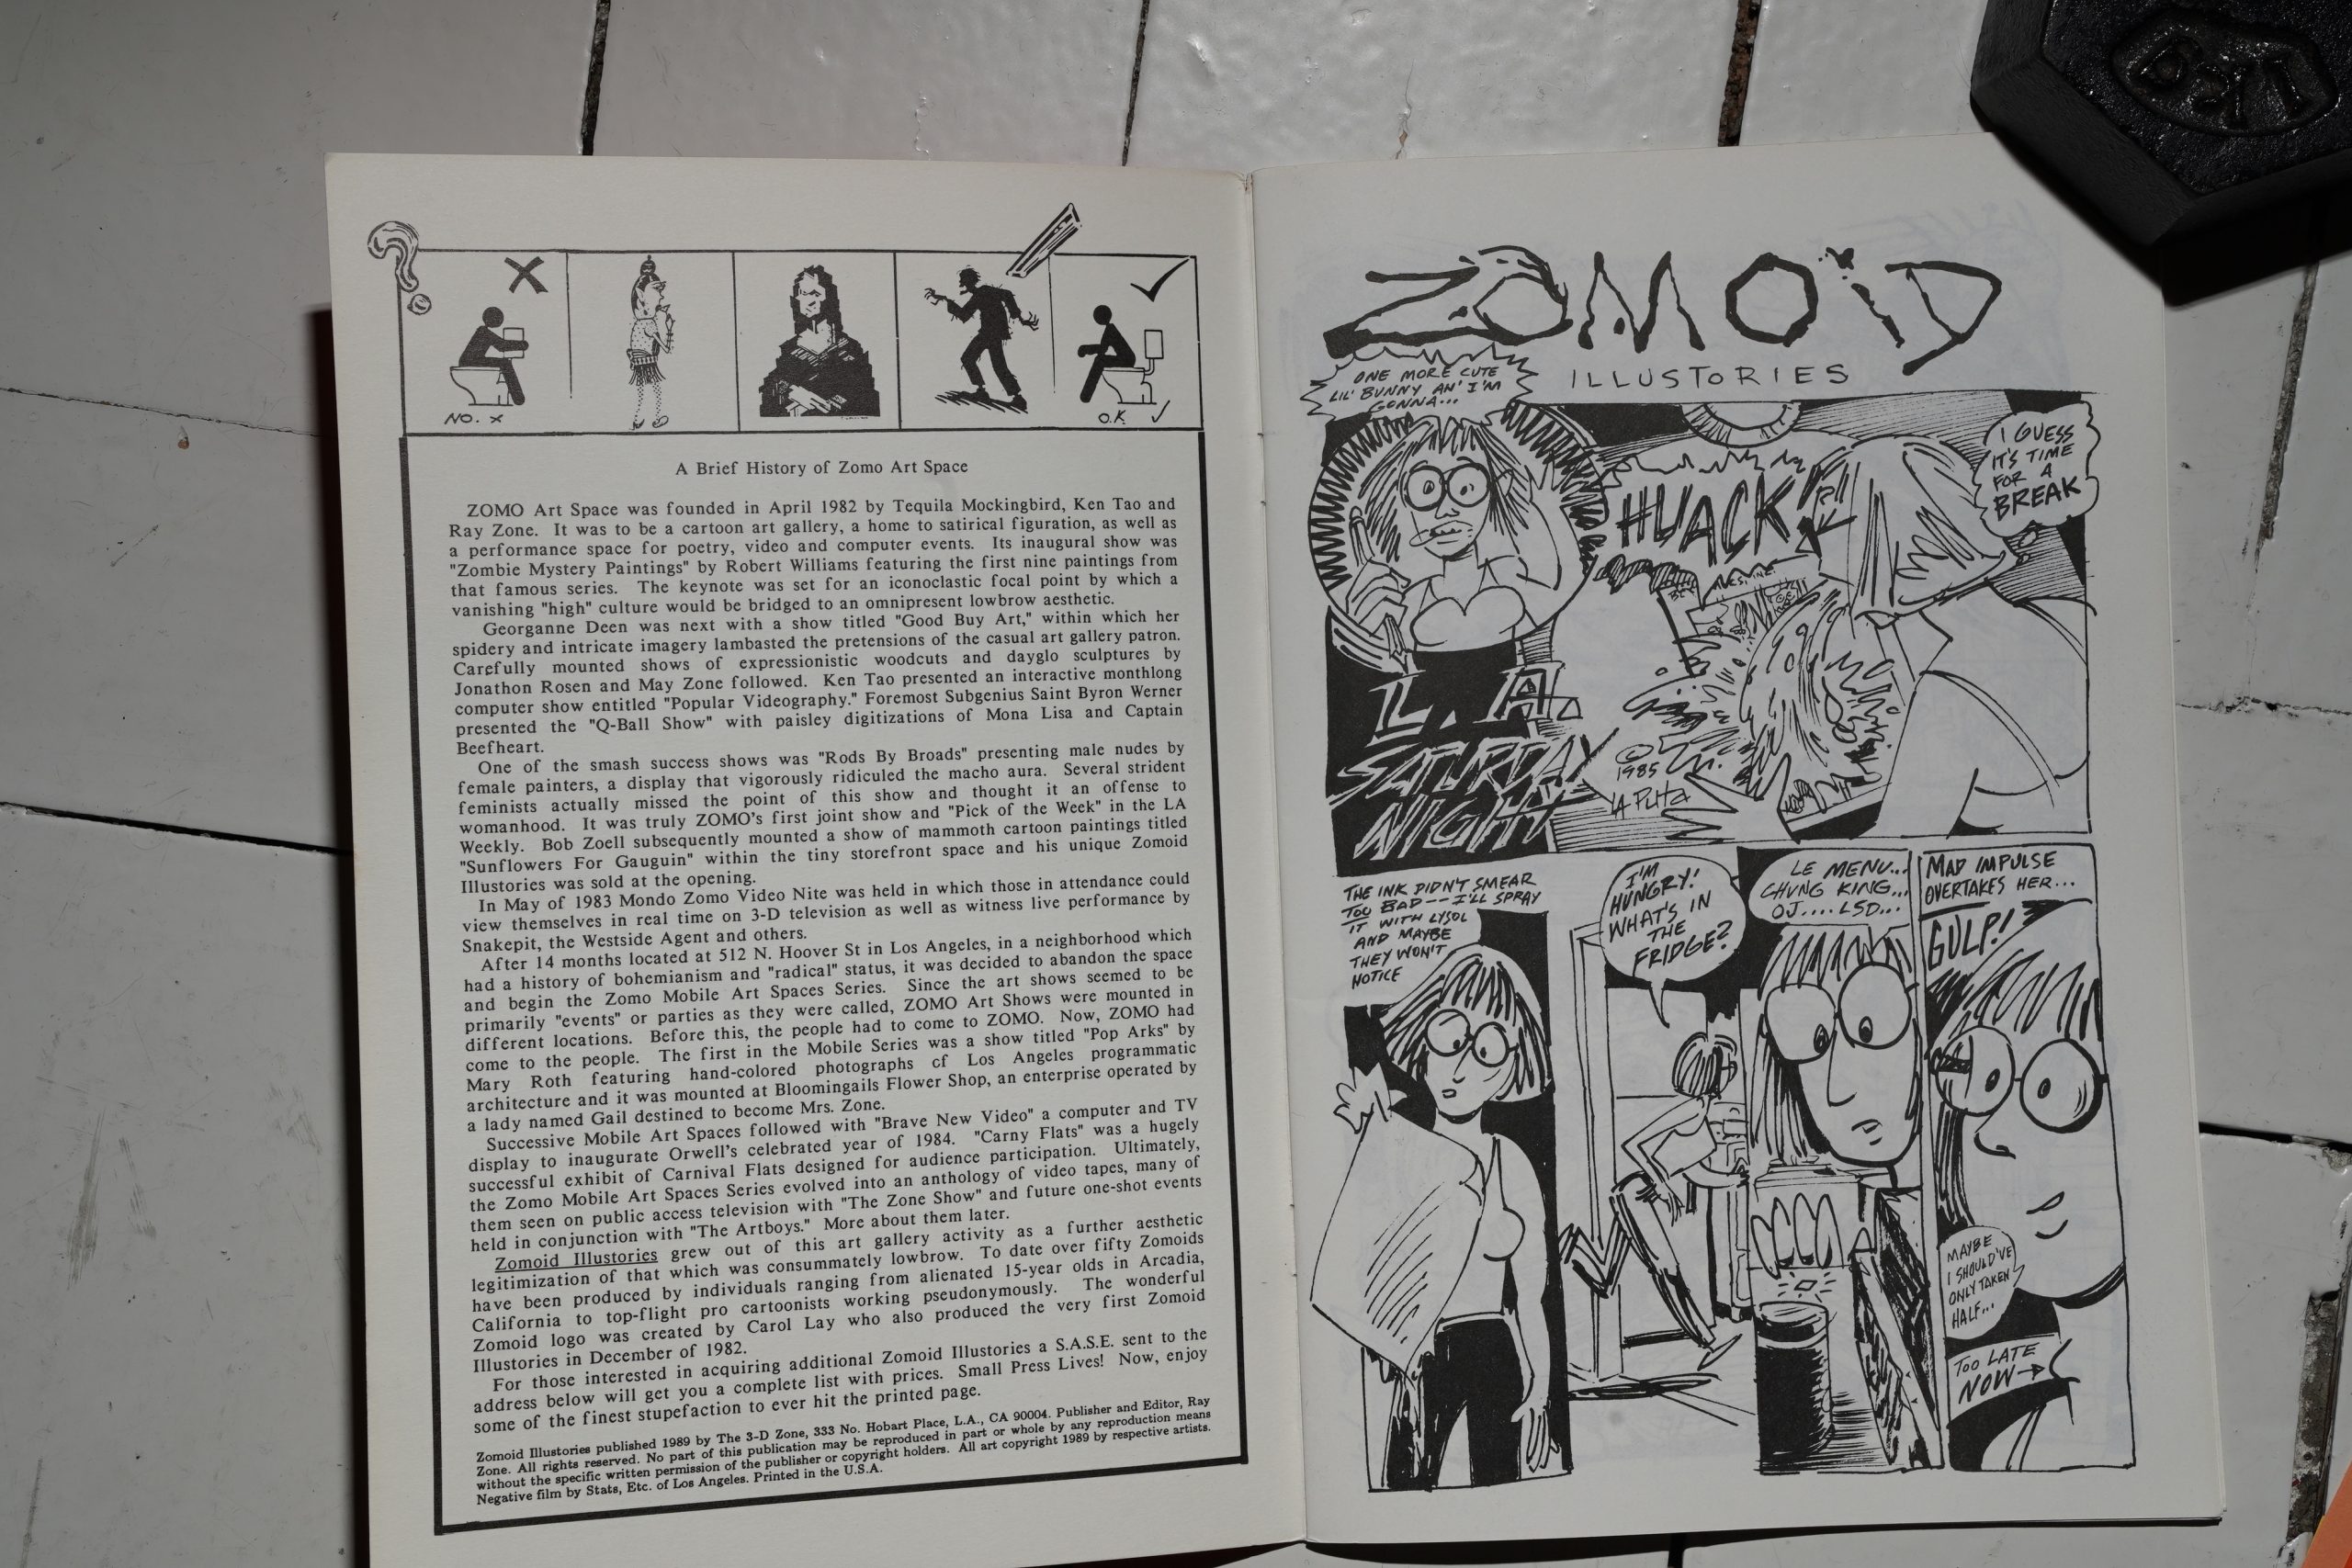 NO. X
O.K. ✓
A Brief History of Zomo Art Space
ZOMO Art Space was founded in April 1982 by Tequila Mockingbird, Ken Tao and
Ray Zone. It was to be a cartoon art gallery, a home to satirical figuration, as well as
a performance space for poetry, video and computer events. Its inaugural show was
"Zombie Mystery Paintings" by Robert Williams featuring the first nine paintings from
that famous series. The keynote was set for an iconoclastic focal point by which a
vanishing "high" culture would be bridged to an omnipresent lowbrow aesthetic.
Georganne Deen was next with a show titled "Good Buy Art," within which her
spidery and intricate imagery lambasted the pretensions of the casual art gallery patron.
Carefully mounted shows of expressionistic woodcuts and dayglo sculptures by
Jonathon Rosen and May Zone followed. Ken Tao presented an interactive monthlong
computer show entitled "Popular Videography." Foremost Subgenius Saint Byron Werner
presented the "Q-Ball Show" with paisley digitizations of Mona Lisa and Captain
Beefheart.
One of the smash success shows was "Rods By Broads" presenting male nudes by
female painters, a display that vigorously ridiculed the macho aura. Several strident
feminists actually missed the point of this show and thought it an offense to
womanhood. It was truly ZOMO's first joint show and "Pick of the Week" in the LA
Weekly. Bob Zoell subsequently mounted a show of mammoth cartoon paintings titled
"Sunflowers For Gauguin" within the tiny storefront space and his unique Zomoid
Illustories was sold at the opening.
In May of 1983 Mondo Zomo Video Nite was held in which those in attendance could
view themselves in real time on 3-D television as well as witness live performance by
Snakepit, the Westside Agent and others.
After 14 months located at 512 N. Hoover St in Los Angeles, in a neighborhood which
had a history of bohemianism and "radical" status, it was decided to abandon the space
and begin the Zomo Mobile Art Spaces Series. Since the art shows seemed to be
primarily "events" or parties as they were called, ZOMO Art Shows were mounted in
different locations. Before this, the people had to come to ZOMO. Now, ZOMO had
come to the people. The first in the Mobile Series was a show titled "Pop Arks" by
Mary Roth featuring hand-colored photographs cf Los Angeles programmatic
architecture and it was mounted at Bloomingails Flower Shop, an enterprise operated by
a lady named Gail destined to become Mrs. Zone.
Successive Mobile Art Spaces followed with "Brave New Video" a computer and TV
display to inaugurate Orwell's celebrated year of 1984. "Carny Flats" was a hugely
successful exhibit of Carnival Flats designed for audience participation. Ultimately,
the Zomo Mobile Art Spaces Series evolved into an anthology of video tapes, many of
them seen on public access television with "The Zone Show" and future one-shot events
held in conjunction with "The Artboys." More about them later.
Zomoid Illustories grew out of this art gallery activity as a further aesthetic
legitimization of that which was consummately lowbrow. To date over fifty Zomoids
have been produced by individuals ranging from alienated 15-year olds in Arcadia,
California to top-flight pro cartoonists working pseudonymously. The wonderful
Zomoid logo was created by Carol Lay who also produced the very first Zomoid
Illustories in December of 1982.
For those interested in acquiring additional Zomoid Illustories a S.A.S.E. sent to the
address below will get you a complete list with prices. Small Press Lives! Now, enjoy
some of the finest stupefaction to ever hit the printed page.
Zomoid Illustories published 1989 by The 3-D Zone, 333 No. Hobart Place, L.A., CA 90004. Publisher and Editor, Ray
Zone. All rights reserved. No part of this publication may be reproduced in part or whole by any reproduction means
without the specific written permission of the publisher or copyright holders. All art copyright 1989 by respective artists.
Negative film by Stats, Etc. of Los Angeles. Printed in the U.S.A.
ZOMOID
ILLUSTORIES
ONE MORE CUTE
LIL' BUNNY AN' I'M
GONNA...
HUACK!
I GUESS
IT'S TIME
FOR A
BREAK
L.A.
SATURDAY
NIGHT
©
1985
LA PUTA
THE INK DIDN'T SMEAR
TOO BAD -- I'LL SPRAY
IT WITH LYSOL
AND MAYBE
THEY WON'T
NOTICE
I'M
HUNGRY!
WHAT'S IN
THE
FRIDGE?
LE MENU...
CHUNG KING...
OJ.... LSD...
MAD IMPULSE
OVERTAKES HER...
GULP!
MAYBE
I SHOULD'VE
ONLY TAKEN
HALF...
TOO LATE
NOW→